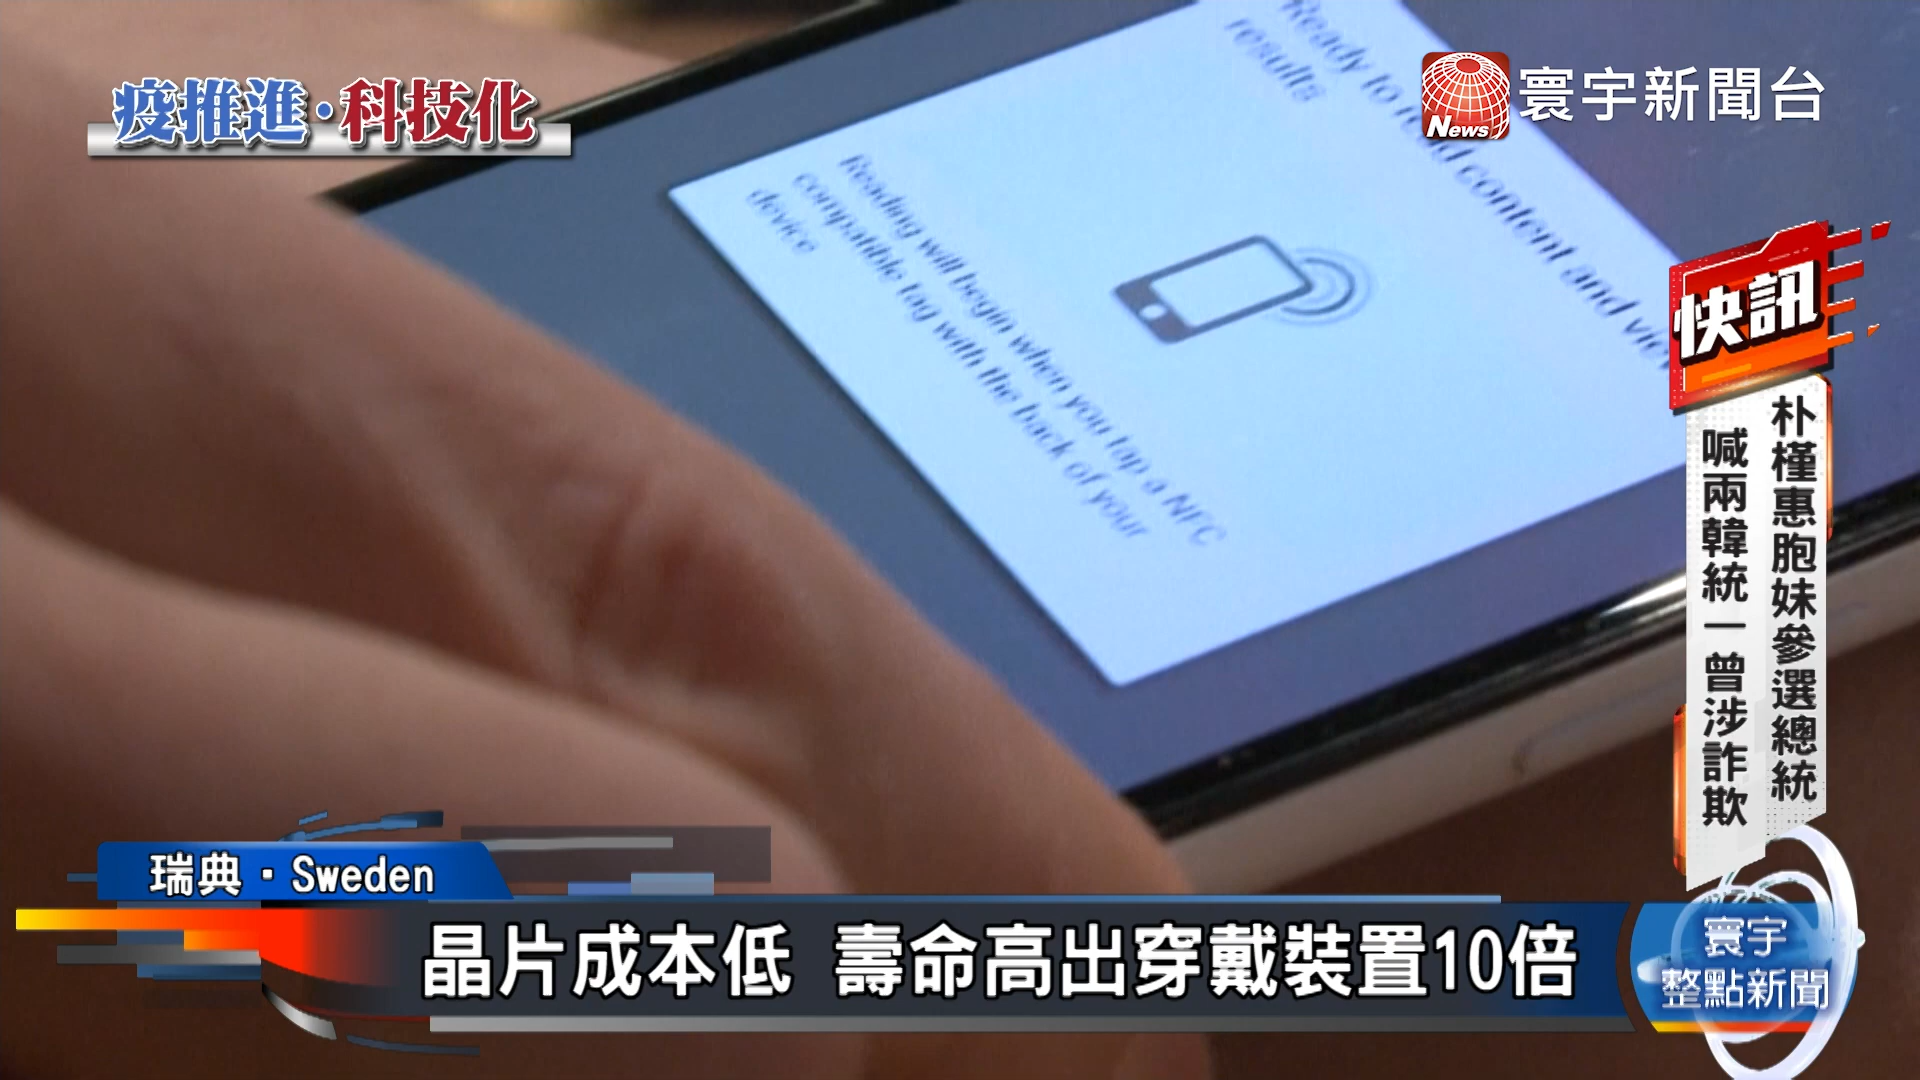 疫推進·科技化
News 寰宇新聞台
Ready to read content and view
results
Reading will begin when you tap a NFC
compatible tag with the back of your
device
快訊
朴槿惠胞妹參選總統
喊兩韓統一曾涉詐欺
瑞典·Sweden
晶片成本低 壽命高出穿戴裝置10倍
寰宇
整點新聞